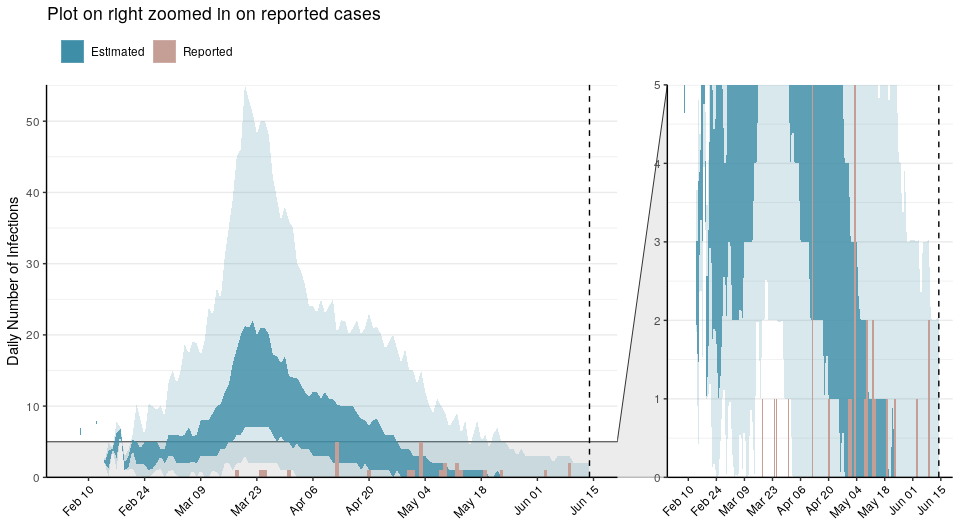 Plot on right zoomed in on reported cases
Estimated Reported
Daily Number of Infections
50
40
30
20
10
0
Feb 10 Feb 24 Mar 09 Mar 23 Apr 06 Apr 20 May 04 May 18 Jun 01 Jun 15
5
4
3
2
1
0
Feb 10 Feb 24 Mar 09 Mar 23 Apr 06 Apr 20 May 04 May 18 Jun 01 Jun 15